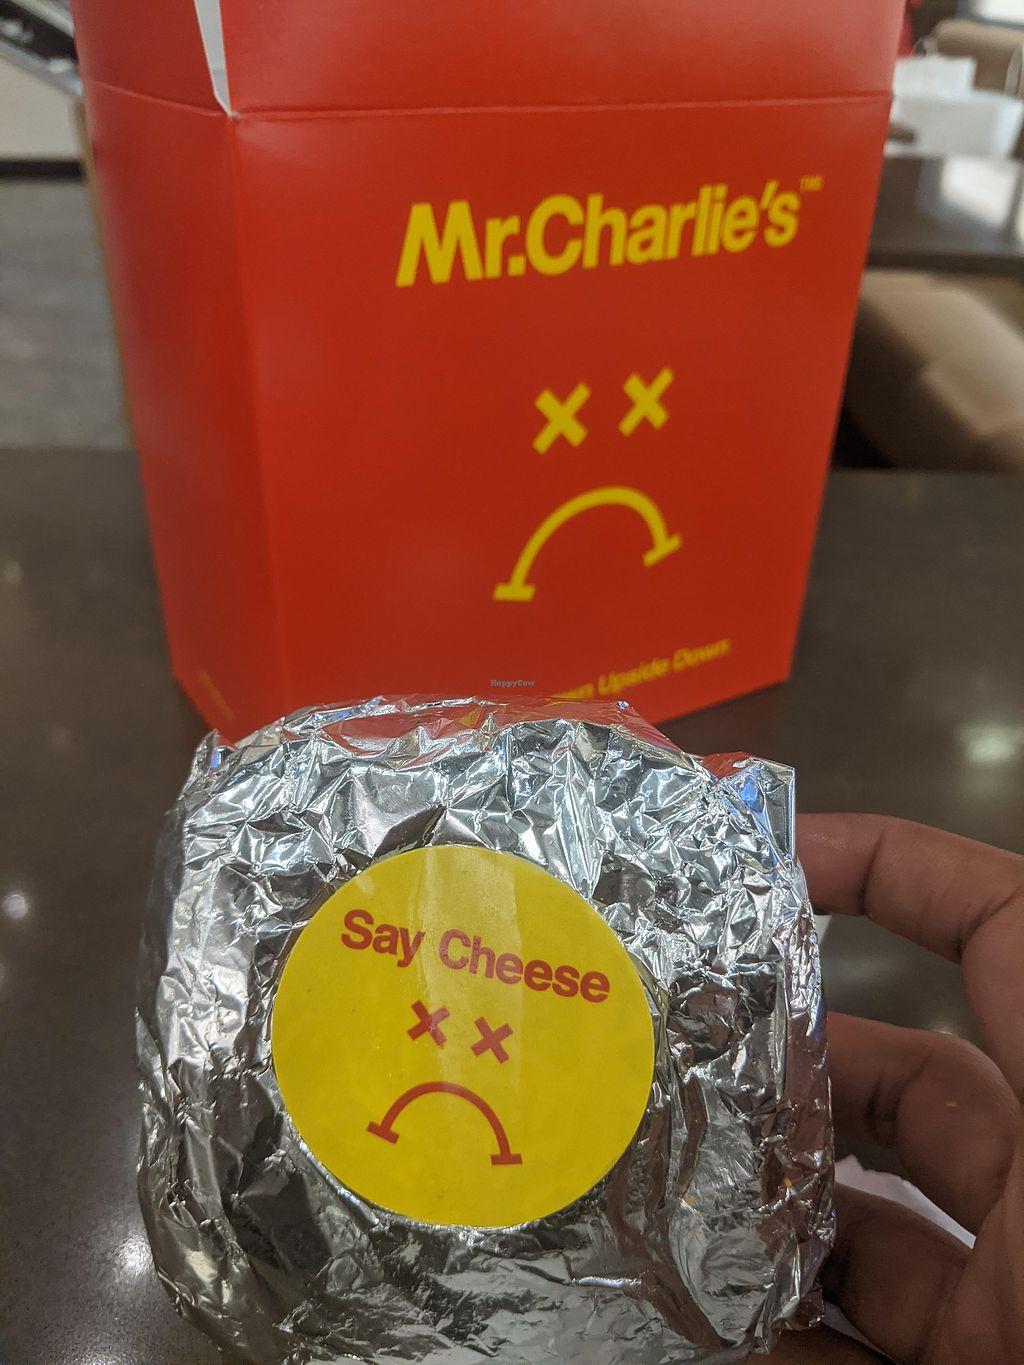 Mr.Charlie's™
Upside Down
HappyCow
Say Cheese